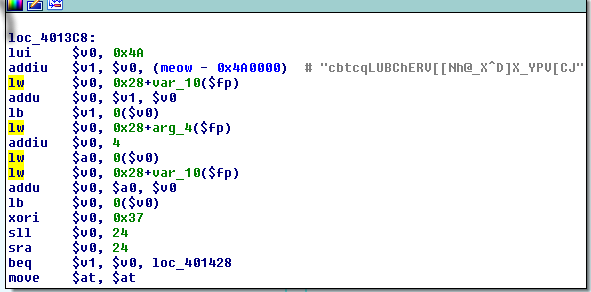 loc_4013C8:
lui $v0, 0x4A
addiu $v1, $v0, (meow - 0x4A0000) # "cbtcqLUBChERV[[Nh@_X^D]X_YPV[CJ"
lw $v0, 0x28+var_10($fp)
addu $v0, $v1, $v0
lb $v1, 0($v0)
lw $v0, 0x28+arg_4($fp)
addiu $v0, 4
lw $a0, 0($v0)
lw $v0, 0x28+var_10($fp)
addu $v0, $a0, $v0
lb $v0, 0($v0)
xori $v0, 0x37
sll $v0, 24
sra $v0, 24
beq $v1, $v0, loc_401428
move $at, $at